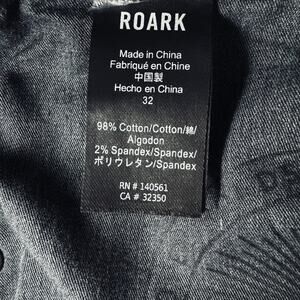 ROARK
Made in China
Fabriqué en Chine
中国製
Hecho en China
32
98% Cotton/Cotton/綿/
Algodon
2% Spandex/Spandex/
ポリウレタン/Spandex
RN # 140561
CA # 32350